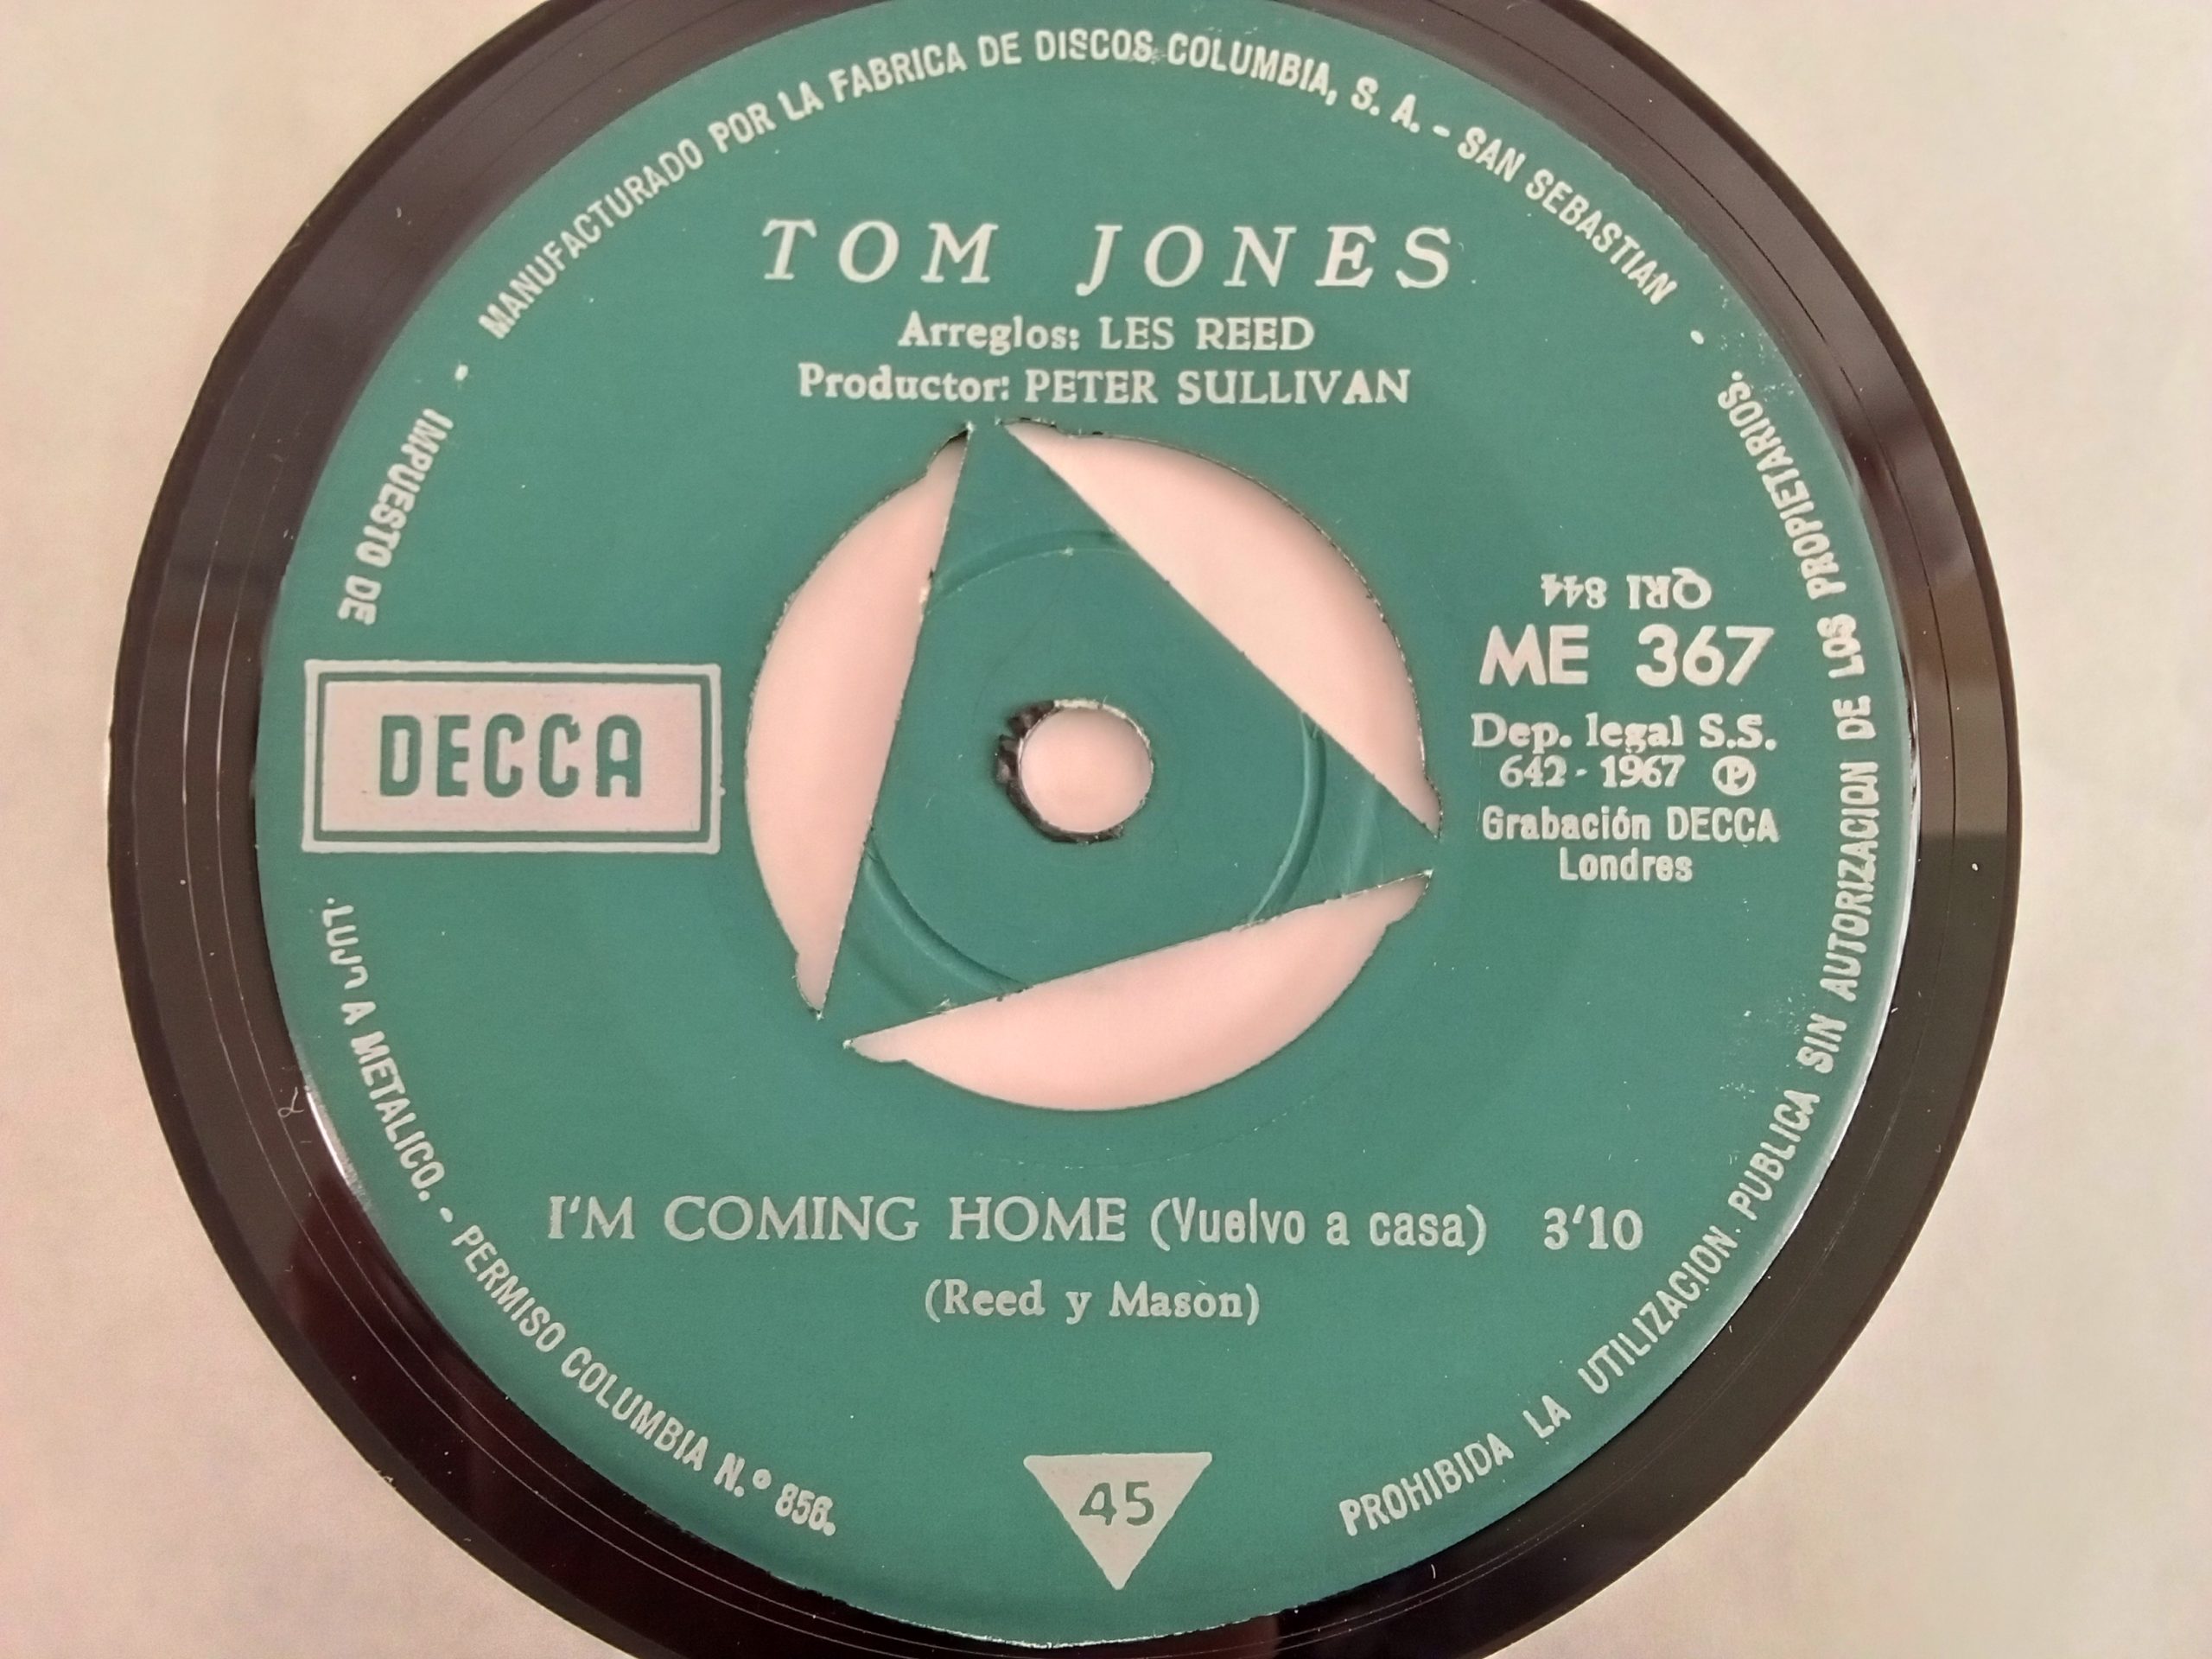 MANUFACTURADO POR LA FABRICA DE DISCOS COLUMBIA, S. A. - SAN SEBASTIAN
TOM JONES
Arreglos: LES REED
Productor: PETER SULLIVAN
IMPUESTO DE
LUJO A METALICO. - PERMISO COLUMBIA N.º 856.
DECCA
QRI 844
ME 367
Dep. legal S.S.
642 - 1967 Ⓟ
Grabación DECCA
Londres
I'M COMING HOME (Vuelvo a casa) 3'10
(Reed y Mason)
45
PROHIBIDA LA UTILIZACION. PUBLICA SIN AUTORIZACION DE LOS PROPIETARIOS.